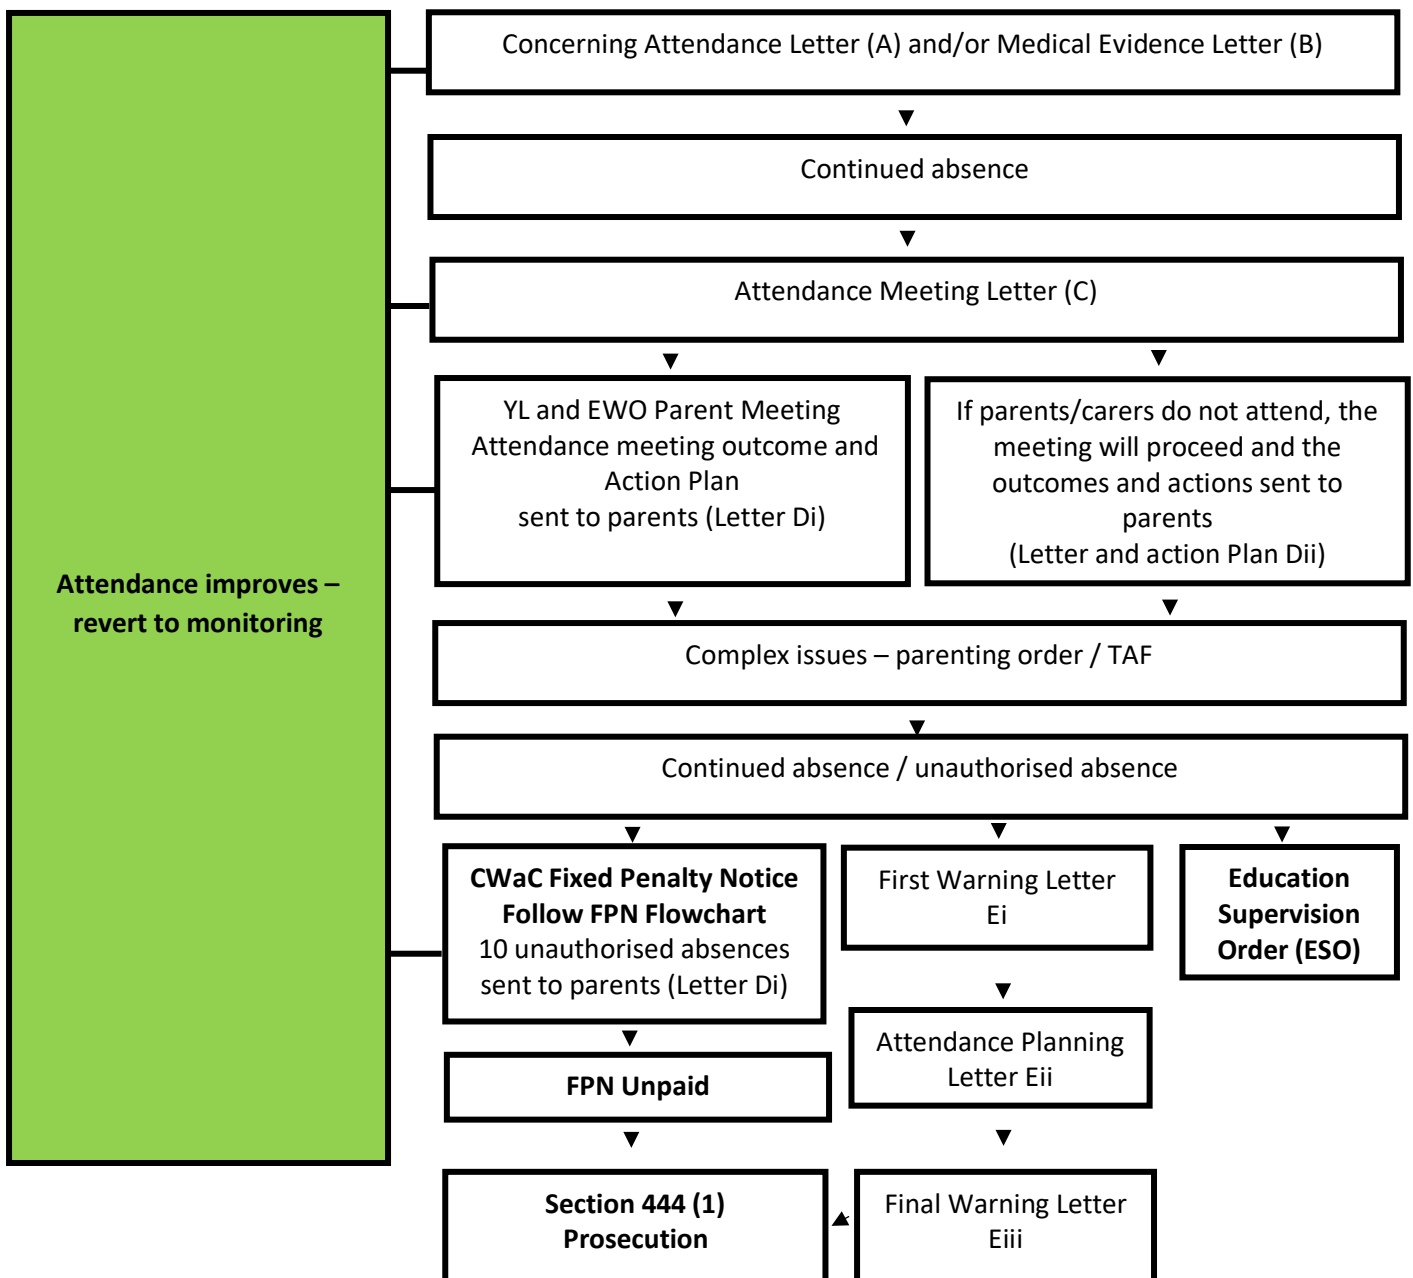 Concerning Attendance Letter (A) and/or Medical Evidence Letter (B)
Continued absence
Attendance Meeting Letter (C)
YL and EWO Parent Meeting
Attendance meeting outcome and
Action Plan
sent to parents (Letter Di)
If parents/carers do not attend, the
meeting will proceed and the
outcomes and actions sent to
parents
(Letter and action Plan Dii)
Attendance improves –
revert to monitoring
Complex issues – parenting order / TAF
Continued absence / unauthorised absence
CWaC Fixed Penalty Notice
Follow FPN Flowchart
10 unauthorised absences
sent to parents (Letter Di)
First Warning Letter
Ei
Education
Supervision
Order (ESO)
Attendance Planning
Letter Eii
FPN Unpaid
Section 444 (1)
Prosecution
Final Warning Letter
Eiii